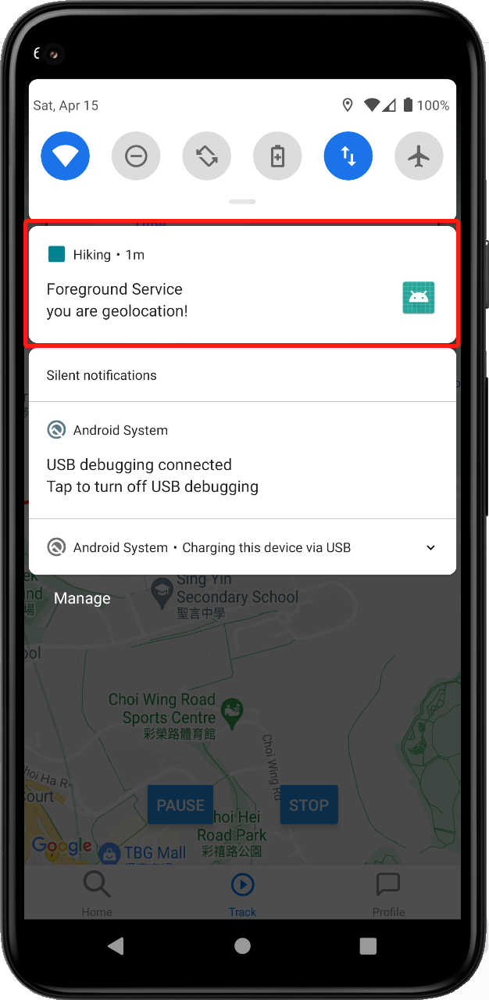 Sat, Apr 15
100%
Hiking • 1m
Foreground Service
you are geolocation!
Silent notifications
Android System
USB debugging connected
Tap to turn off USB debugging
Android System • Charging this device via USB
Manage
Sing Yin
Secondary School
聖言中學
Choi Wing Road
Sports Centre
彩榮路體育館
Choi Wing Rd
Choi Ha R
Court
PAUSE
STOP
Choi Hei
Road Park
彩禧路公園
Google
TBG Mall
Home
Track
Profile